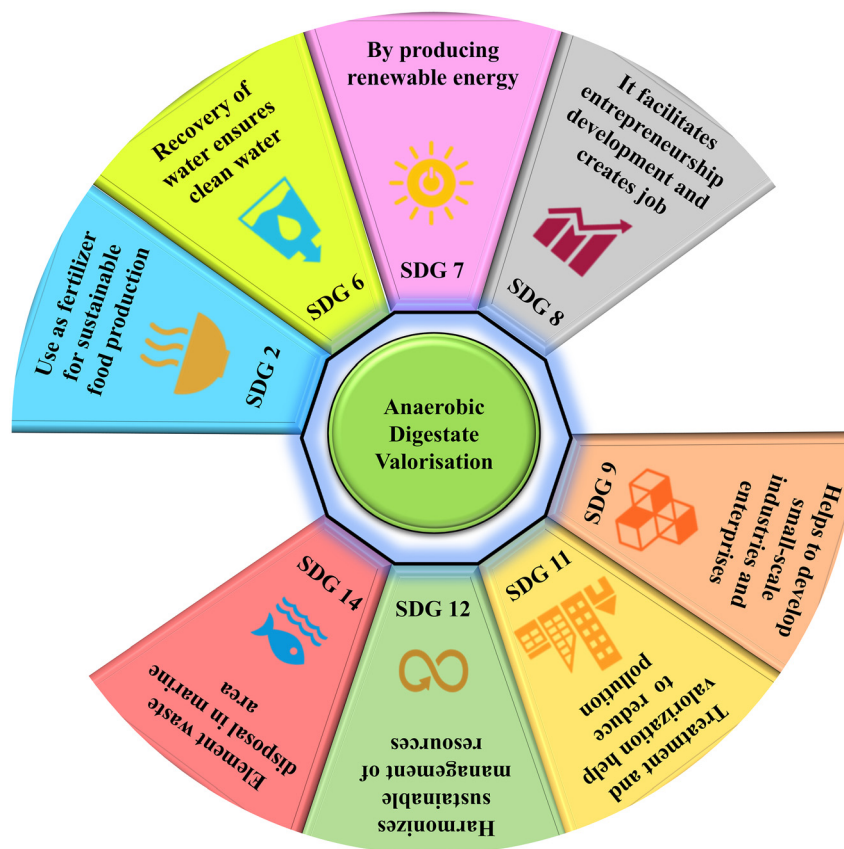 Anaerobic
Digestate
Valorisation
Use as fertilizer
for sustainable
food production
SDG 2
Recovery of
water ensures
clean water
SDG 6
By producing
renewable energy
SDG 7
It facilitates
entrepreneurship
development and
creates job
SDG 8
Helps to develop
small-scale
industries and
enterprises
SDG 9
Treatment and
valorization help
to reduce
pollution
SDG 11
Harmonizes
sustainable
management of
resources
SDG 12
Element waste
disposal in marine
area
SDG 14